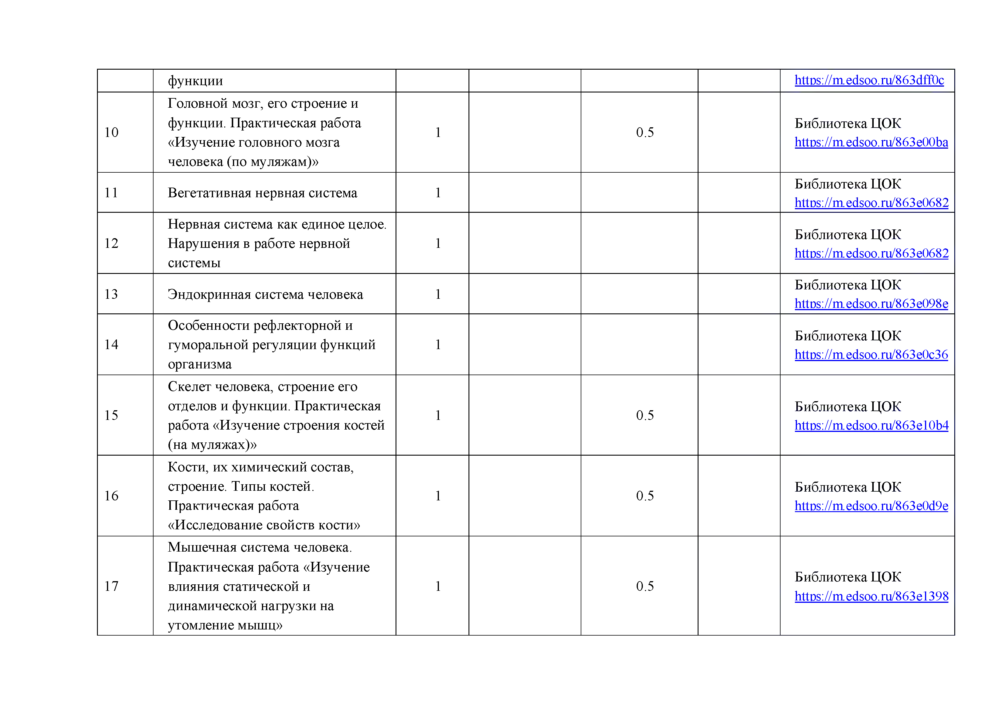 функции
https://m.edsoo.ru/863dff0c
10
Головной мозг, его строение и
функции. Практическая работа
«Изучение головного мозга
человека (по муляжам)»
1
0.5
Библиотека ЦОК
https://m.edsoo.ru/863e00ba
11
Вегетативная нервная система
1
Библиотека ЦОК
https://m.edsoo.ru/863e0682
12
Нервная система как единое целое.
Нарушения в работе нервной
системы
1
Библиотека ЦОК
https://m.edsoo.ru/863e0682
13
Эндокринная система человека
1
Библиотека ЦОК
https://m.edsoo.ru/863e098e
14
Особенности рефлекторной и
гуморальной регуляции функций
организма
1
Библиотека ЦОК
https://m.edsoo.ru/863e0c36
15
Скелет человека, строение его
отделов и функции. Практическая
работа «Изучение строения костей
(на муляжах)»
1
0.5
Библиотека ЦОК
https://m.edsoo.ru/863e10b4
16
Кости, их химический состав,
строение. Типы костей.
Практическая работа
«Исследование свойств кости»
1
0.5
Библиотека ЦОК
https://m.edsoo.ru/863e0d9e
17
Мышечная система человека.
Практическая работа «Изучение
влияния статической и
динамической нагрузки на
утомление мышц»
1
0.5
Библиотека ЦОК
https://m.edsoo.ru/863e1398